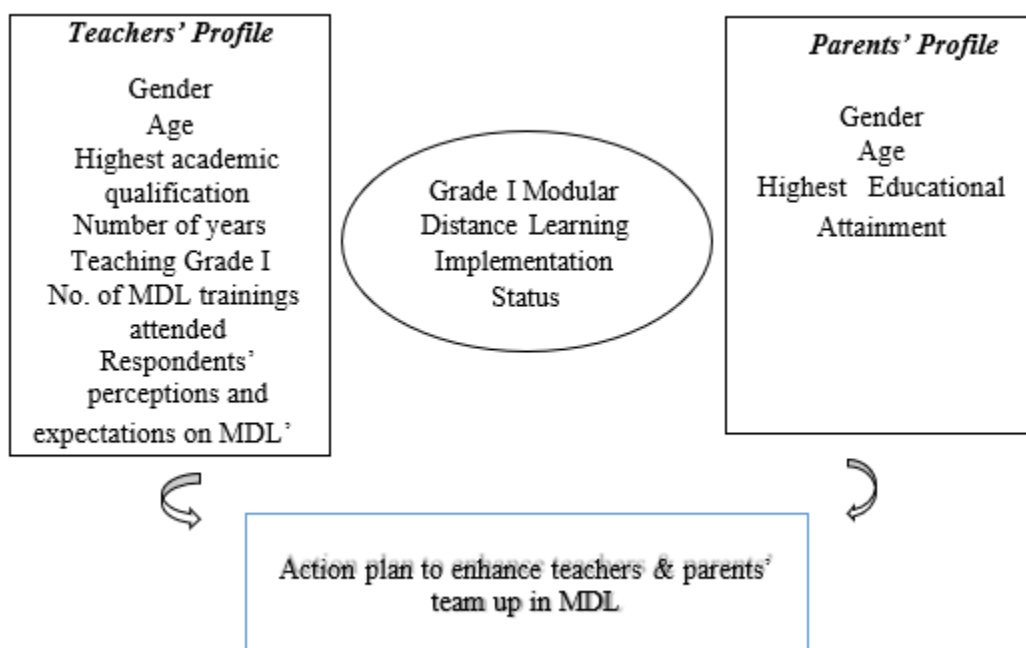 Teachers' Profile
Gender
Age
Highest academic
qualification
Number of years
Teaching Grade I
No. of MDL trainings
attended
Respondents'
perceptions and
expectations on MDL'
Grade I Modular
Distance Learning
Implementation
Status
Parents' Profile
Gender
Age
Highest Educational
Attainment
Action plan to enhance teachers & parents'
team up in MDL